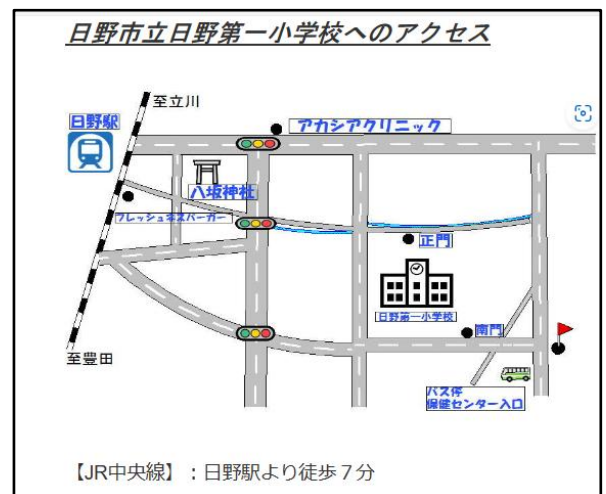 日野市立日野第一小学校へのアクセス
至立川
日野駅
アカシアクリニック
八坂神社
フレッシュネスバーガー
正門
日野第一小学校
南門
至豊田
バス停
保健センター入口
【JR中央線】：日野駅より徒歩７分